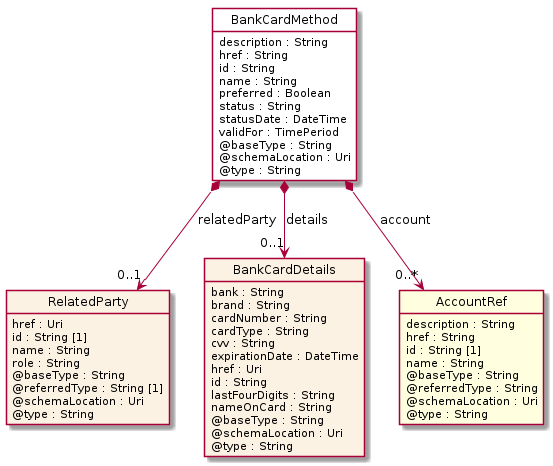 BankCardMethod
description : String
href : String
id : String
name : String
preferred : Boolean
status : String
statusDate : DateTime
validFor : TimePeriod
@baseType : String
@schemaLocation : Uri
@type : String
relatedParty
details
account
0..1
0..1
0..*
RelatedParty
href : Uri
id : String [1]
name : String
role : String
@baseType : String
@referredType : String [1]
@schemaLocation : Uri
@type : String
BankCardDetails
bank : String
brand : String
cardNumber : String
cardType : String
cvv : String
expirationDate : DateTime
href : Uri
id : String
lastFourDigits : String
nameOnCard : String
@baseType : String
@schemaLocation : Uri
@type : String
AccountRef
description : String
href : String
id : String [1]
name : String
@baseType : String
@referredType : String [1]
@schemaLocation : Uri
@type : String